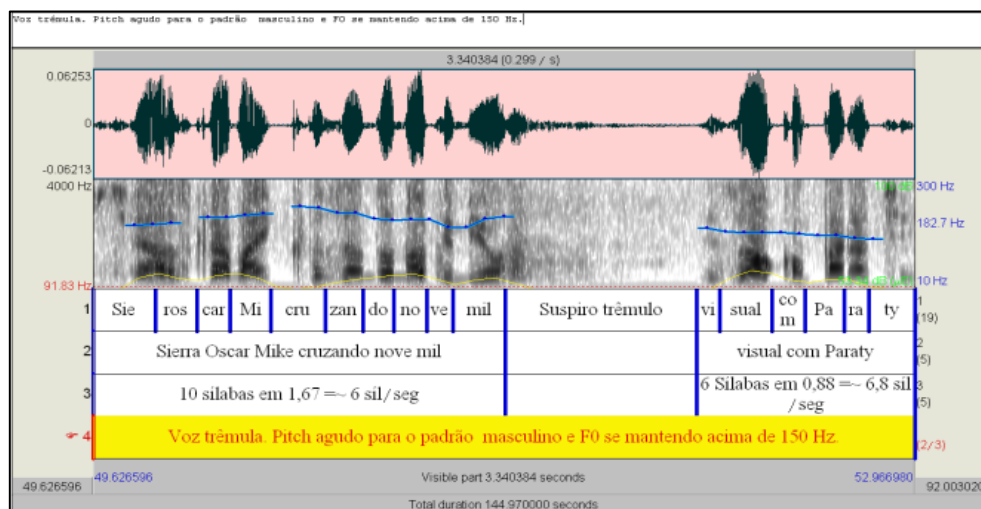 Voz trémula. Pitch agudo para o padrão masculino e F0 se mantendo acima de 150 Hz.
3.340384 (0.299 / s)
0.06253
0
-0.06213
4000 Hz
300 Hz
182.7 Hz
91.83 Hz
10 Hz
1 Sie ros car Mi cru zan do no ve mil Suspiro trêmulo vi sual co m Pa ra ty 1 (19)
2 Sierra Oscar Mike cruzando nove mil visual com Paraty 2 (5)
3 10 sílabas em 1,67 =~ 6 síl/seg 6 Sílabas em 0,88 =~ 6,8 síl /seg 3 (5)
4 Voz trêmula. Pitch agudo para o padrão masculino e F0 se mantendo acima de 150 Hz. (2/3)
49.626596 Visible part 3.340384 seconds 52.966980
49.626596 92.003020
Total duration 144.970000 seconds